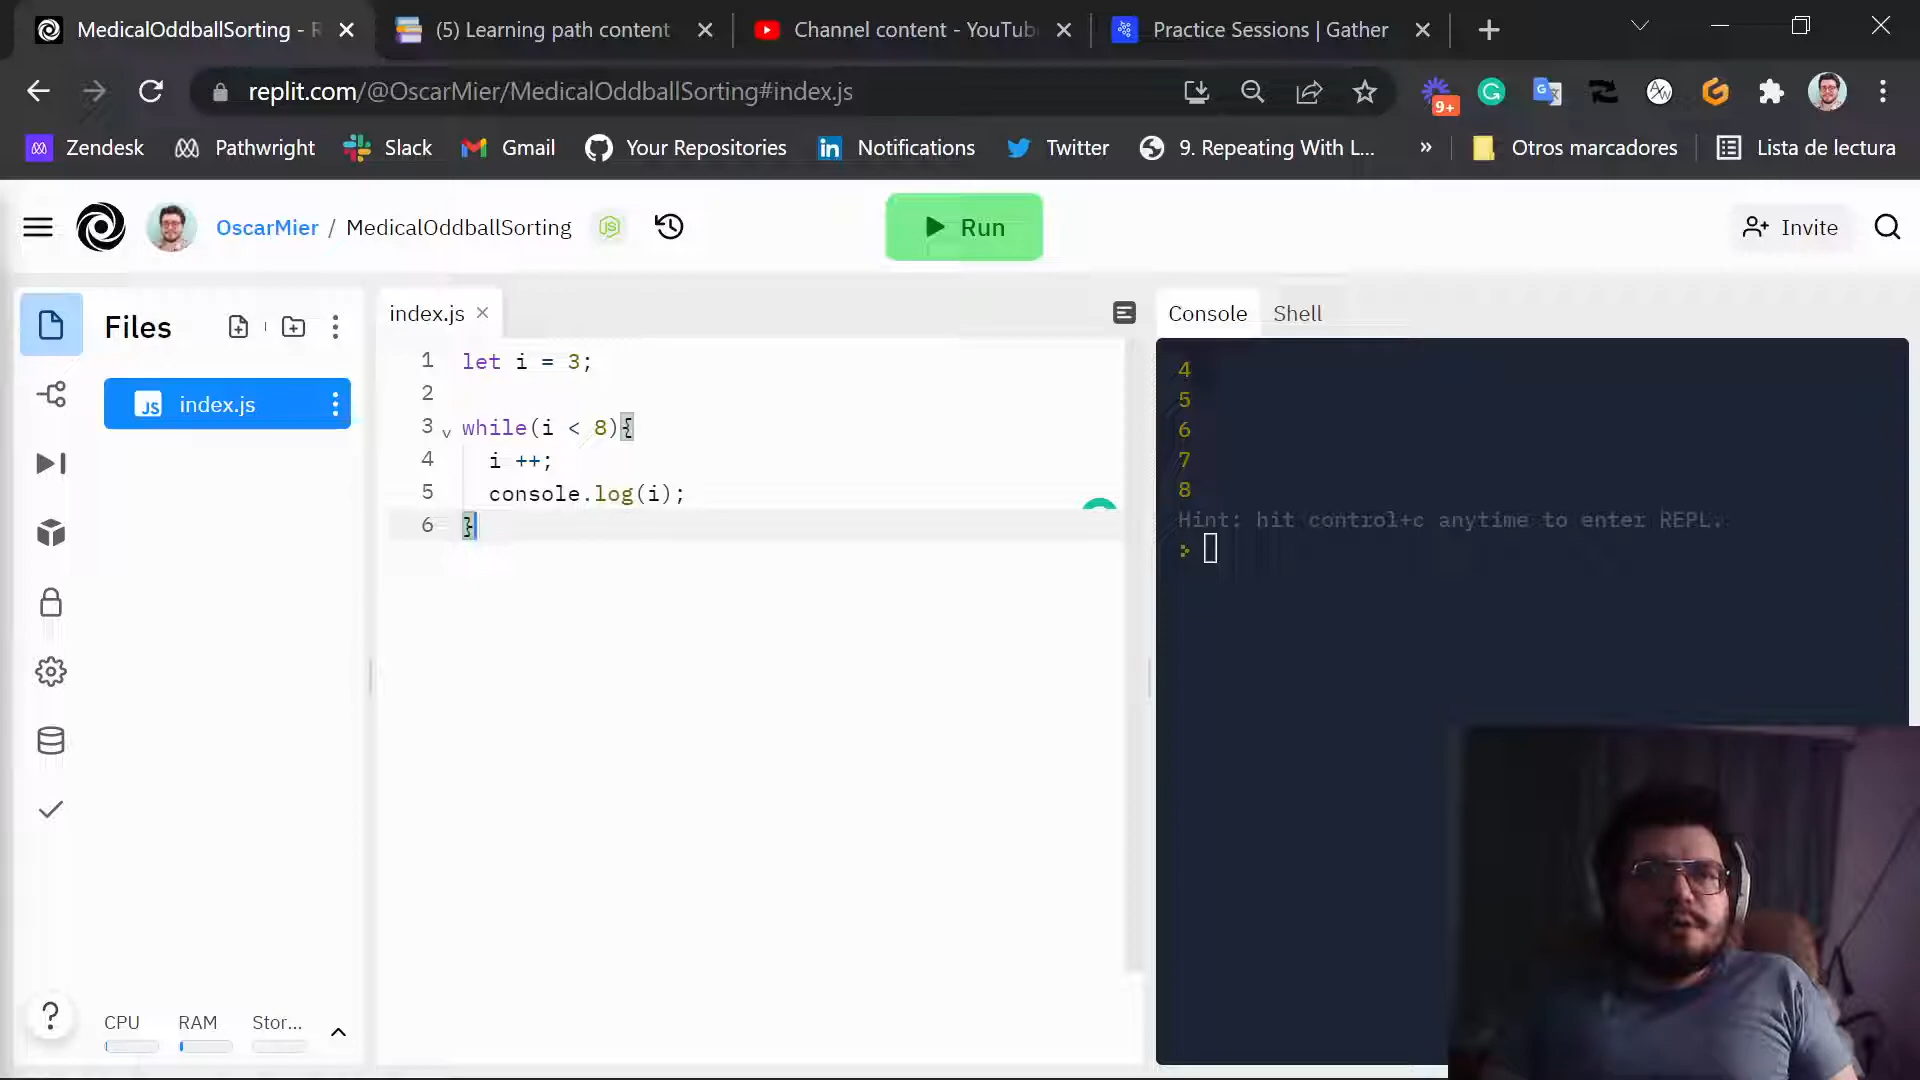 MedicalOddballSorting - R
(5) Learning path content
Channel content - YouTub
Practice Sessions | Gather
replit.com/@OscarMier/MedicalOddballSorting#index.js
9+
Zendesk
Pathwright
Slack
Gmail
Your Repositories
Notifications
Twitter
9. Repeating With L...
»
Otros marcadores
Lista de lectura
OscarMier / MedicalOddballSorting
Run
Invite
Files
index.js
index.js
Console
Shell
1 let i = 3;
2
3 while(i < 8){
4 i ++;
5 console.log(i);
6 }
4
5
6
7
8
Hint: hit control+c anytime to enter REPL.
CPU
RAM
Stor...